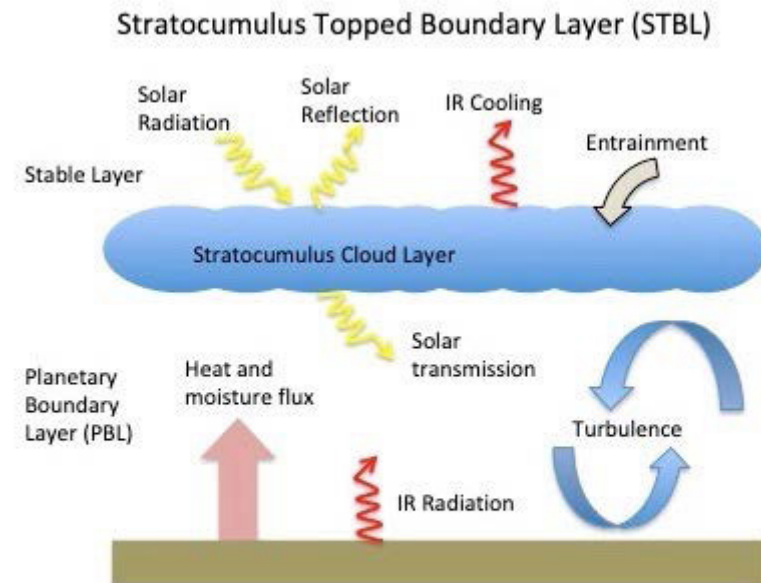 Stratocumulus Topped Boundary Layer (STBL)
Solar
Radiation
Solar
Reflection
IR Cooling
Entrainment
Stable Layer
Stratocumulus Cloud Layer
Solar
transmission
Heat and
moisture flux
Planetary
Boundary
Layer (PBL)
Turbulence
IR Radiation